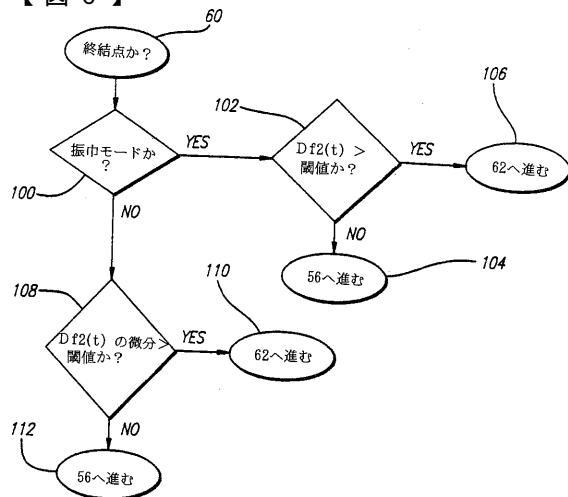 60
終結点か?
102
106
振巾モードか
?
YES
Df2(t) >
閾値か?
YES
62へ進む
100
NO
NO
56へ進む
104
108
110
Df2(t) の微分>
閾値か?
YES
62へ進む
NO
112
56へ進む